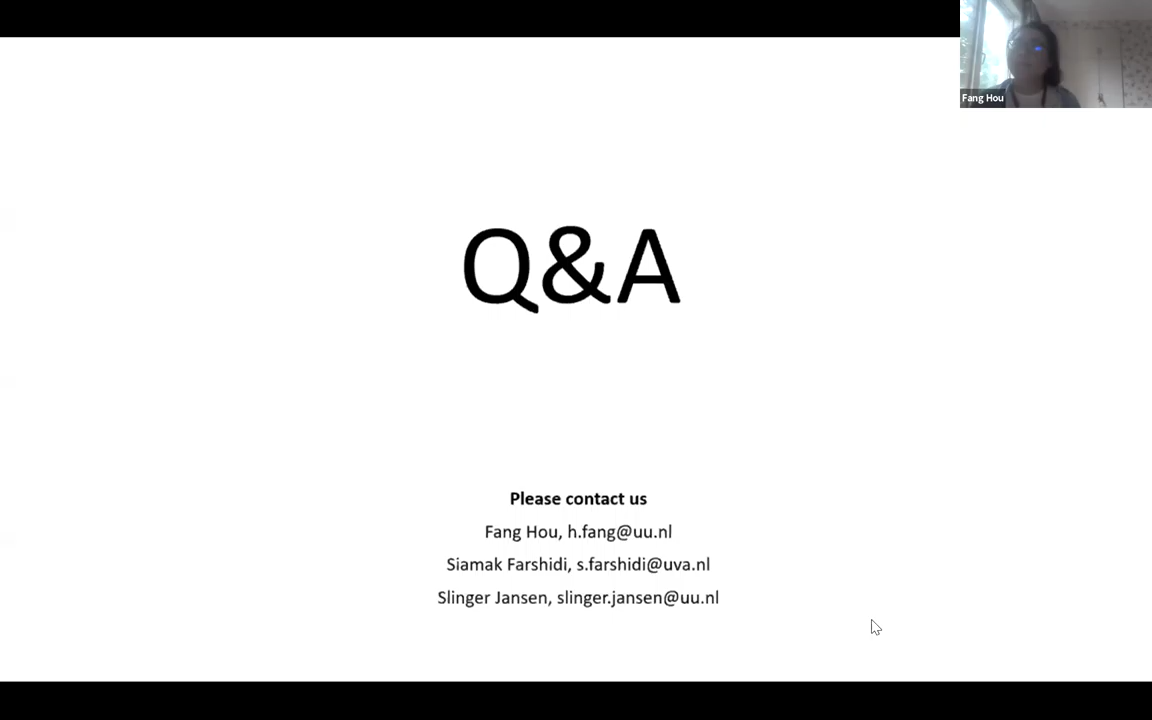 Fang Hou
Q&A
Please contact us
Fang Hou, h.fang@uu.nl
Siamak Farshidi, s.farshidi@uva.nl
Slinger Jansen, slinger.jansen@uu.nl